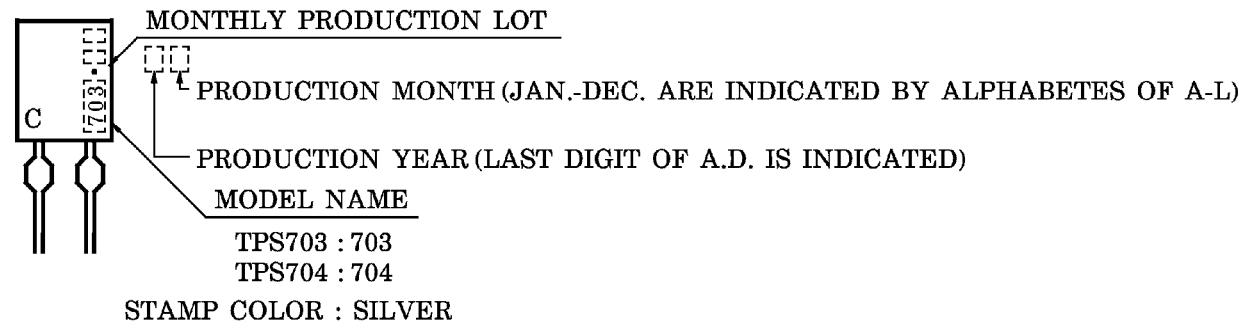 MONTHLY PRODUCTION LOT
PRODUCTION MONTH (JAN.-DEC. ARE INDICATED BY ALPHABETES OF A-L)
703
C
PRODUCTION YEAR (LAST DIGIT OF A.D. IS INDICATED)
MODEL NAME
TPS703 : 703
TPS704 : 704
STAMP COLOR : SILVER